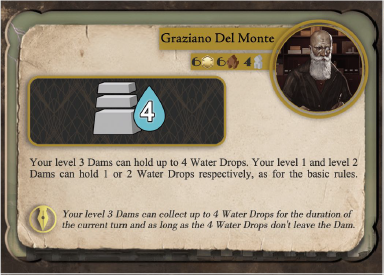 Graziano Del Monte
6 6 4
4
Your level 3 Dams can hold up to 4 Water Drops. Your level 1 and level 2
Dams can hold 1 or 2 Water Drops respectively, as for the basic rules.
Your level 3 Dams can collect up to 4 Water Drops for the duration of
the current turn and as long as the 4 Water Drops don't leave the Dam.